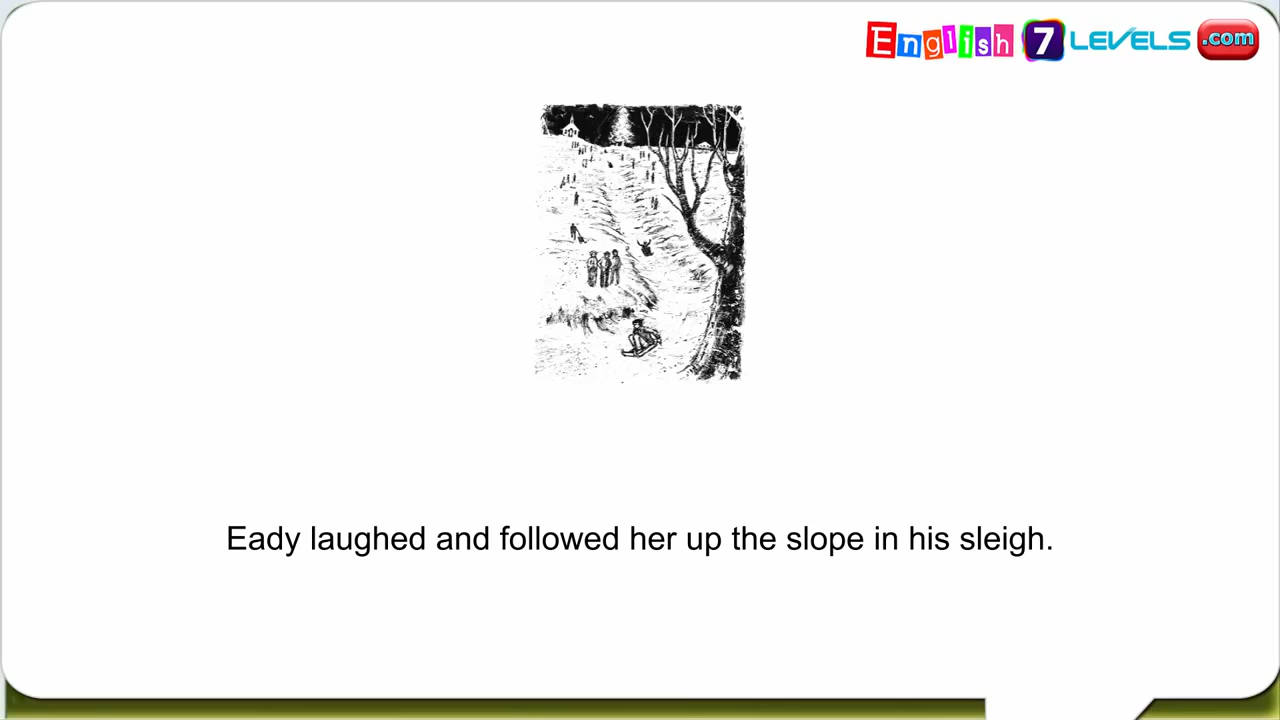 English 7 LEVELS .com
Eady laughed and followed her up the slope in his sleigh.